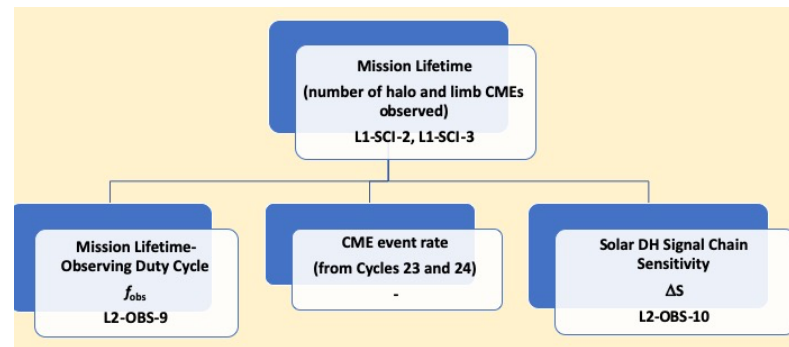 Mission Lifetime
(number of halo and limb CMEs
observed)
L1-SCI-2, L1-SCI-3
Mission Lifetime-
Observing Duty Cycle
fobs
L2-OBS-9
CME event rate
(from Cycles 23 and 24)
-
Solar DH Signal Chain
Sensitivity
ΔS
L2-OBS-10